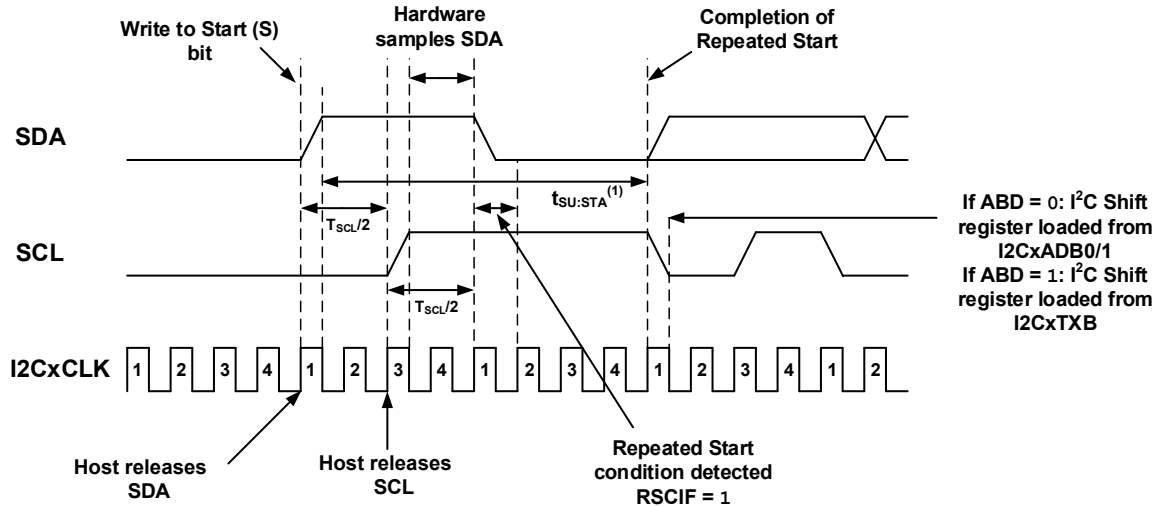 Write to Start (S)
bit
Hardware
samples SDA
Completion of
Repeated Start
SDA
tSU:STA(1)
TSCL/2
If ABD = 0: I2C Shift
register loaded from
I2CxADB0/1
If ABD = 1: I2C Shift
register loaded from
I2CxTXB
SCL
TSCL/2
I2CxCLK
1 2 3 4 1 2 3 4 1 2 3 4 1 2 3 4 1 2
Host releases
SDA
Host releases
SCL
Repeated Start
condition detected
RSCIF = 1